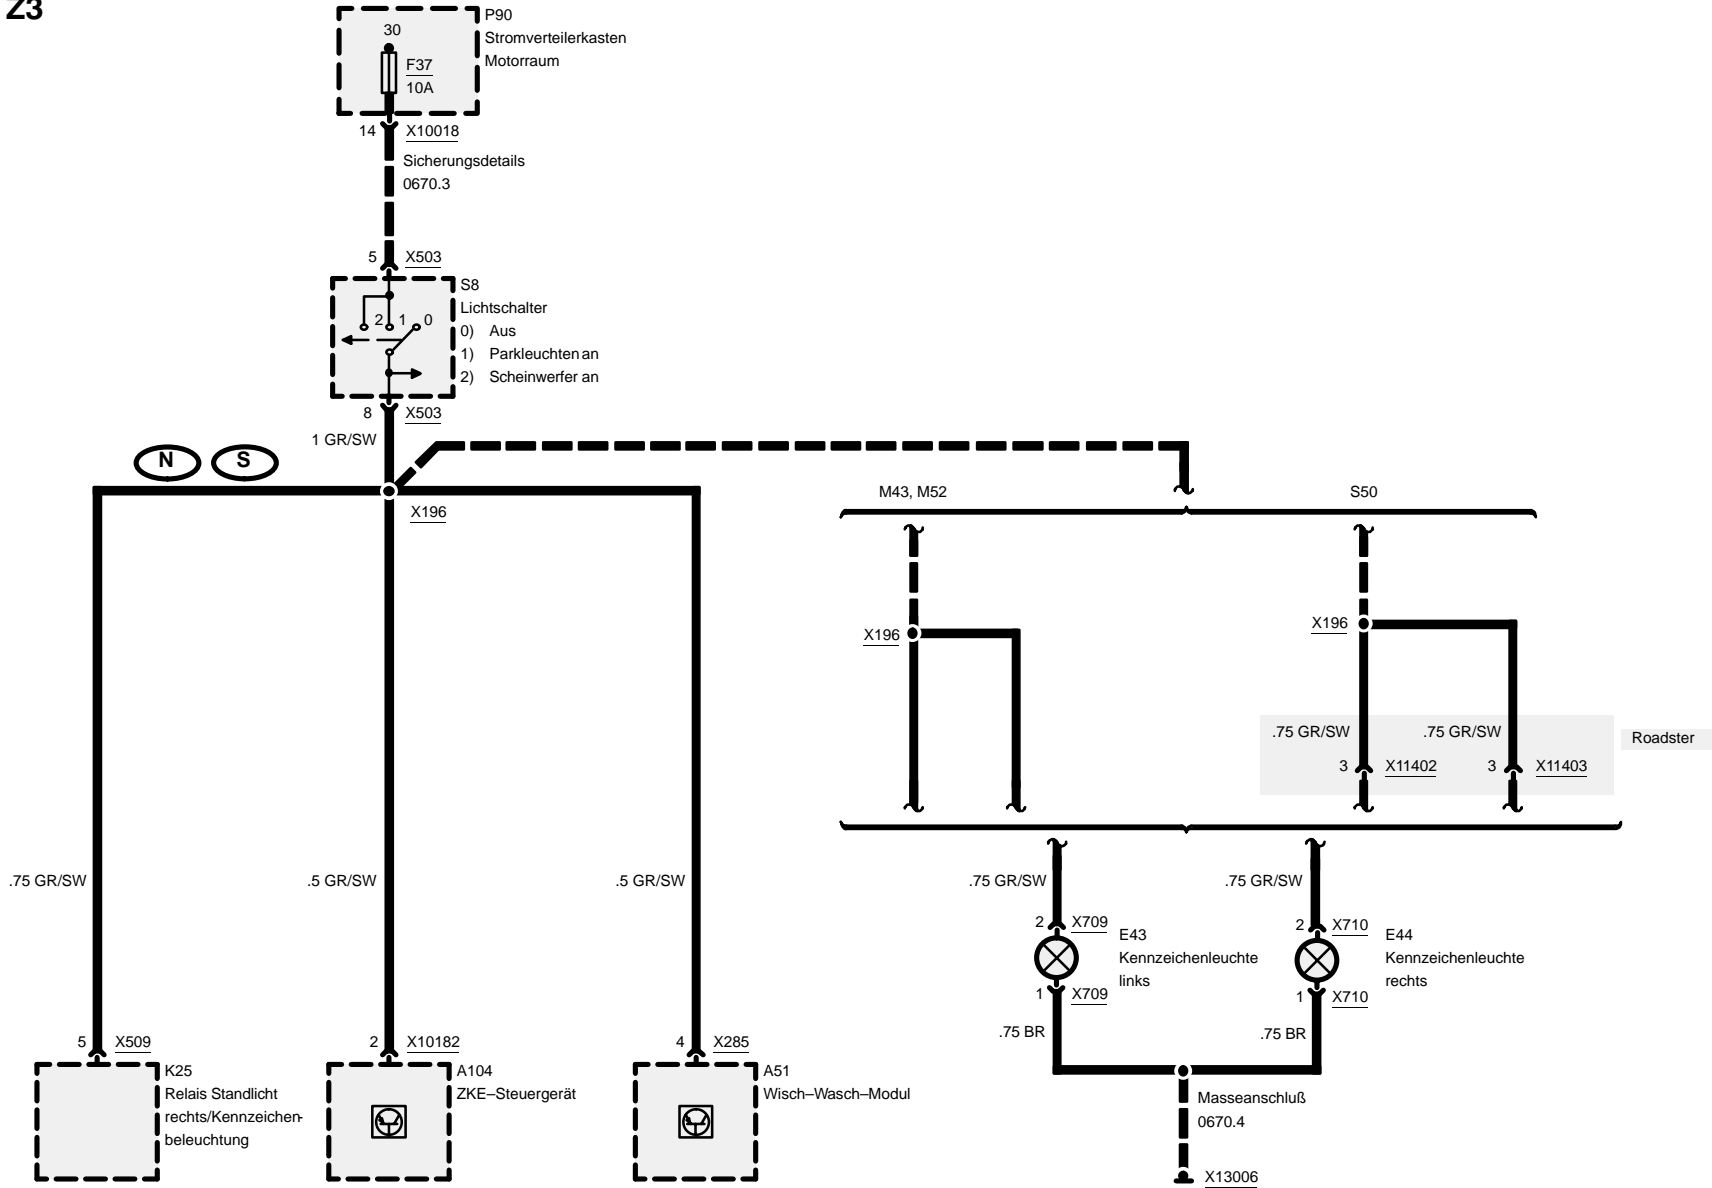 Z3
P90
Stromverteilerkasten
Motorraum
30
F37
10A
14 X10018
Sicherungsdetails
0670.3
5 X503
S8
Lichtschalter
0) Aus
1) Parkleuchten an
2) Scheinwerfer an
2 1 0
8 X503
1 GR/SW
N S
X196
M43, M52
S50
X196
X196
.75 GR/SW
.75 GR/SW
Roadster
3 X11402
3 X11403
.75 GR/SW
.5 GR/SW
.5 GR/SW
.75 GR/SW
.75 GR/SW
2 X709
E43
Kennzeichenleuchte
links
1 X709
2 X710
E44
Kennzeichenleuchte
rechts
1 X710
.75 BR
.75 BR
5 X509
K25
Relais Standlicht
rechts/Kennzeichen-
beleuchtung
2 X10182
A104
ZKE–Steuergerät
4 X285
A51
Wisch–Wasch–Modul
Masseanschluß
0670.4
X13006